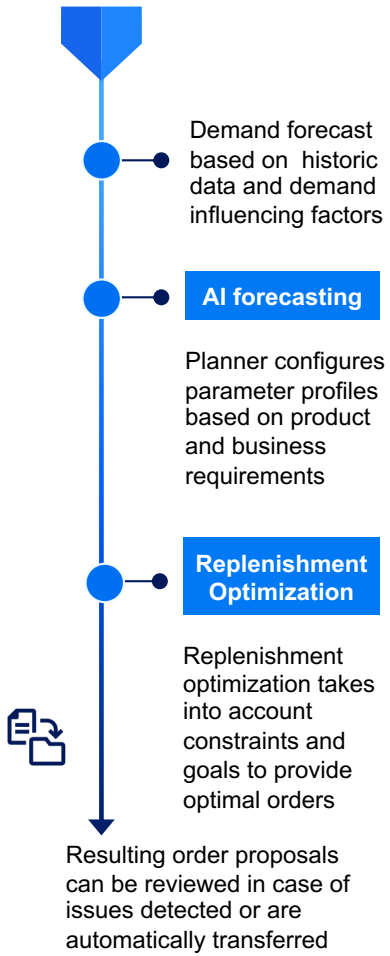 Demand forecast
based on  historic
data and demand
influencing factors
AI forecasting
Planner configures
parameter profiles
based on product
and business
requirements
Replenishment
Optimization
Replenishment
optimization takes
into account
constraints and
goals to provide
optimal orders
Resulting order proposals
can be reviewed in case of
issues detected or are
automatically transferred